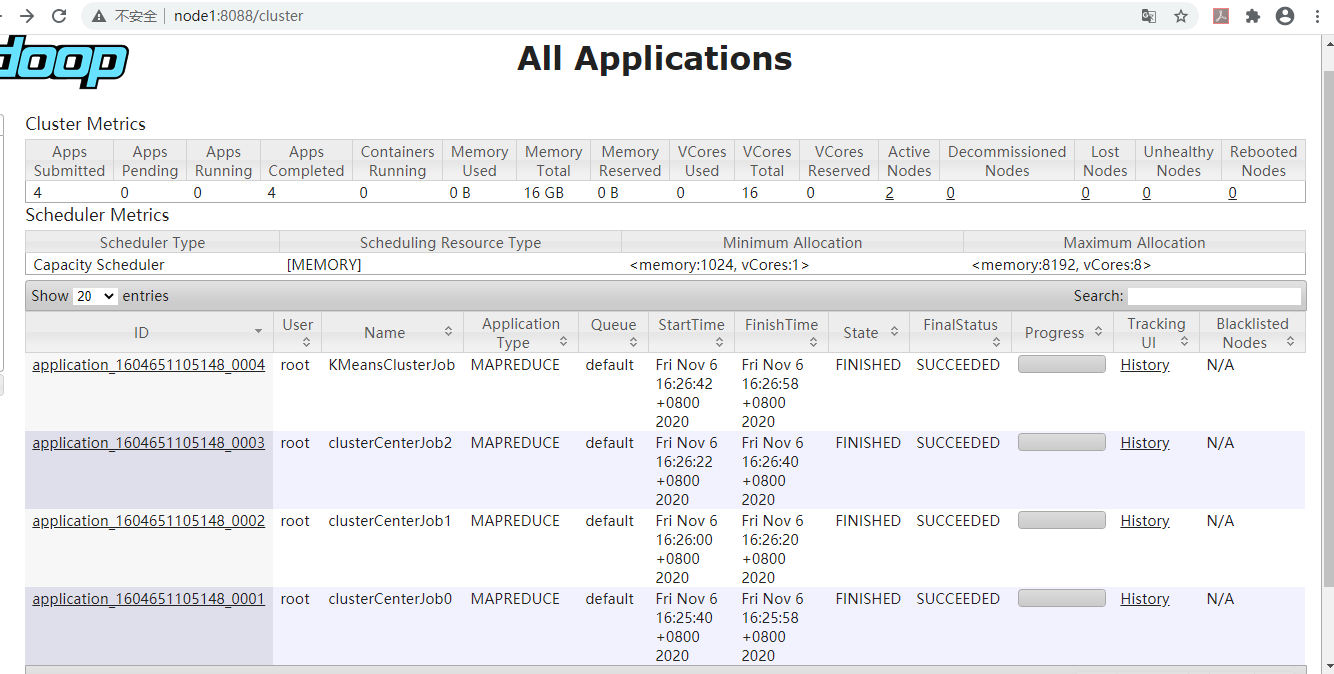 不安全 node1:8088/cluster
doop
All Applications
Cluster Metrics
Apps Submitted Apps Pending Apps Running Apps Completed Containers Running Memory Used Memory Total Memory Reserved VCores Used VCores Total VCores Reserved Active Nodes Decommissioned Nodes Lost Nodes Unhealthy Nodes Rebooted Nodes
4 0 0 4 0 0 B 16 GB 0 B 0 16 0 2 0 0 0 0
Scheduler Metrics
Scheduler Type Scheduling Resource Type Minimum Allocation Maximum Allocation
Capacity Scheduler [MEMORY] <memory:1024, vCores:1> <memory:8192, vCores:8>
Show 20 entries Search:
ID User Name Application Type Queue StartTime FinishTime State FinalStatus Progress Tracking UI Blacklisted Nodes
application_1604651105148_0004 root KMeansClusterJob MAPREDUCE default Fri Nov 6 16:26:42 +0800 2020 Fri Nov 6 16:26:58 +0800 2020 FINISHED SUCCEEDED History N/A
application_1604651105148_0003 root clusterCenterJob2 MAPREDUCE default Fri Nov 6 16:26:22 +0800 2020 Fri Nov 6 16:26:40 +0800 2020 FINISHED SUCCEEDED History N/A
application_1604651105148_0002 root clusterCenterJob1 MAPREDUCE default Fri Nov 6 16:26:00 +0800 2020 Fri Nov 6 16:26:20 +0800 2020 FINISHED SUCCEEDED History N/A
application_1604651105148_0001 root clusterCenterJob0 MAPREDUCE default Fri Nov 6 16:25:40 +0800 2020 Fri Nov 6 16:25:58 +0800 2020 FINISHED SUCCEEDED History N/A